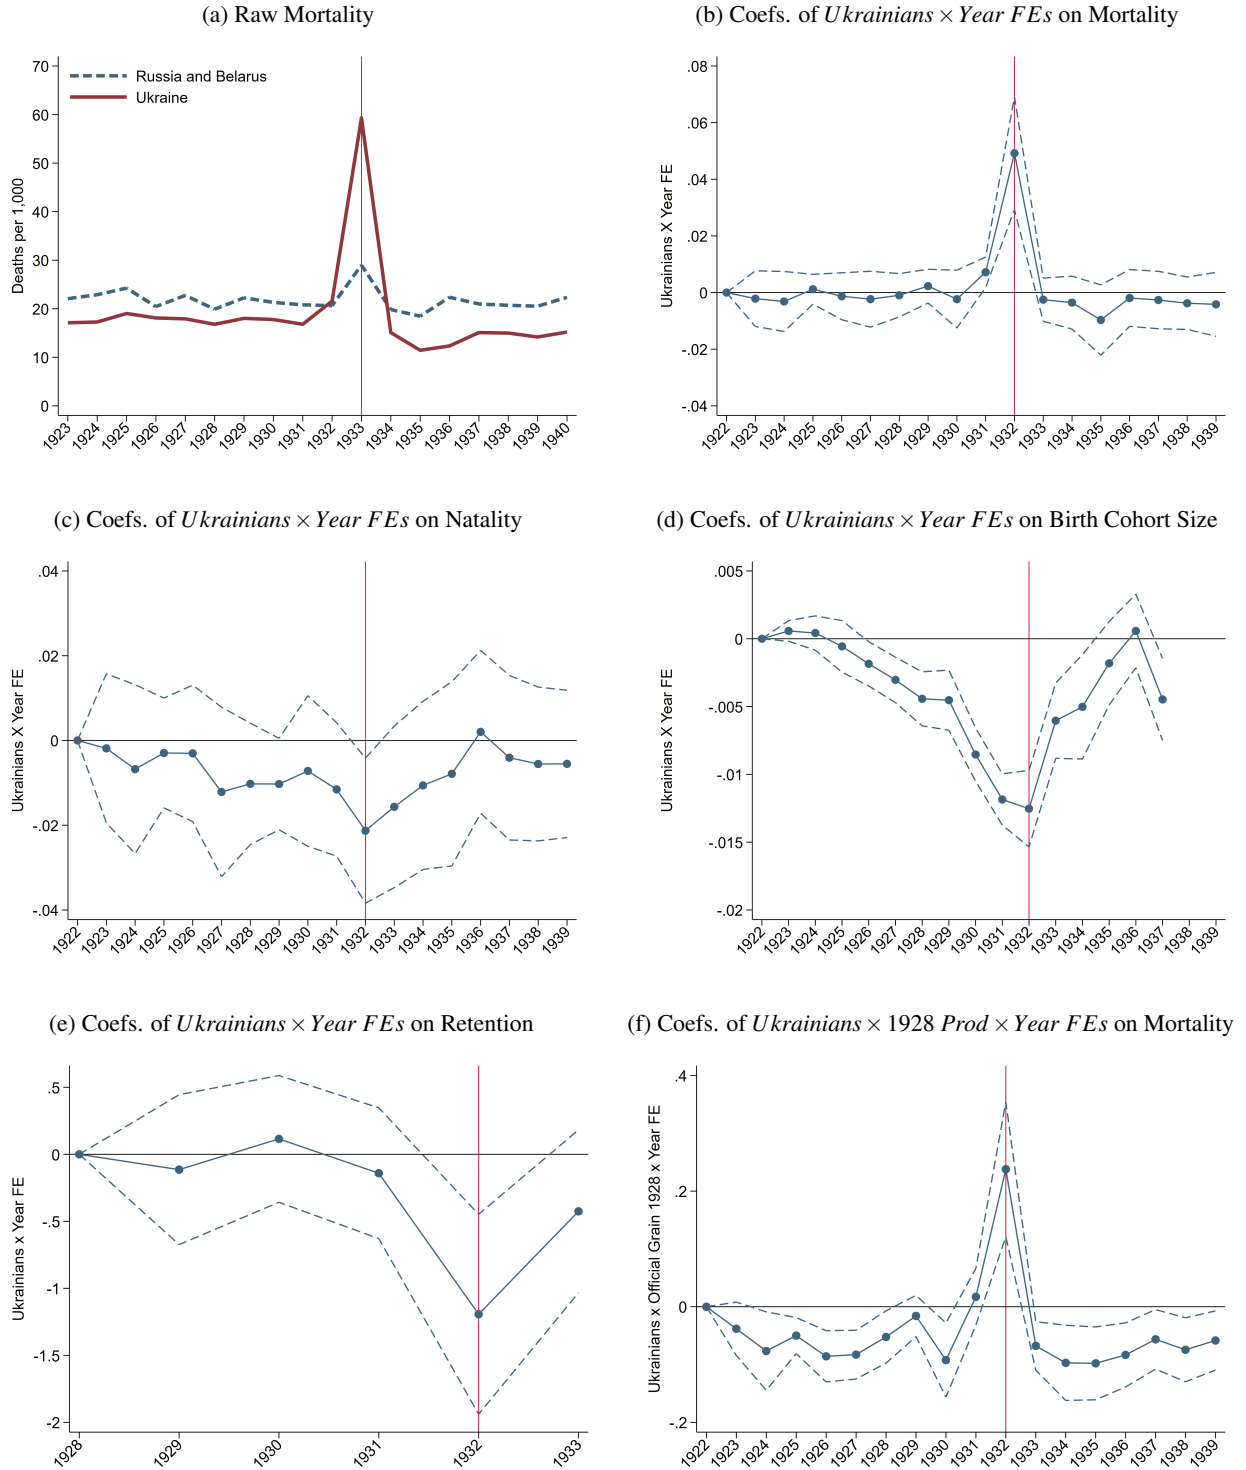 (a) Raw Mortality
70
60
50
40
30
20
10
0
Deaths per 1,000
Russia and Belarus
Ukraine
1923 1924 1925 1926 1927 1928 1929 1930 1931 1932 1933 1934 1935 1936 1937 1938 1939 1940
(b) Coefs. of Ukrainians × Year FEs on Mortality
.08
.06
.04
.02
0
-.02
-.04
Ukrainians X Year FE
1922 1923 1924 1925 1926 1927 1928 1929 1930 1931 1932 1933 1934 1935 1936 1937 1938 1939
(c) Coefs. of Ukrainians × Year FEs on Natality
.04
.02
0
-.02
-.04
Ukrainians X Year FE
1922 1923 1924 1925 1926 1927 1928 1929 1930 1931 1932 1933 1934 1935 1936 1937 1938 1939
(d) Coefs. of Ukrainians × Year FEs on Birth Cohort Size
.005
0
-.005
-.01
-.015
-.02
Ukrainians X Year FE
1922 1923 1924 1925 1926 1927 1928 1929 1930 1931 1932 1933 1934 1935 1936 1937 1938 1939
(e) Coefs. of Ukrainians × Year FEs on Retention
.5
0
-.5
-1
-1.5
-2
Ukrainians x Year FE
1928 1929 1930 1931 1932 1933
(f) Coefs. of Ukrainians × 1928 Prod × Year FEs on Mortality
.4
.2
0
-.2
Ukrainians x Official Grain 1928 x Year FE
1922 1923 1924 1925 1926 1927 1928 1929 1930 1931 1932 1933 1934 1935 1936 1937 1938 1939